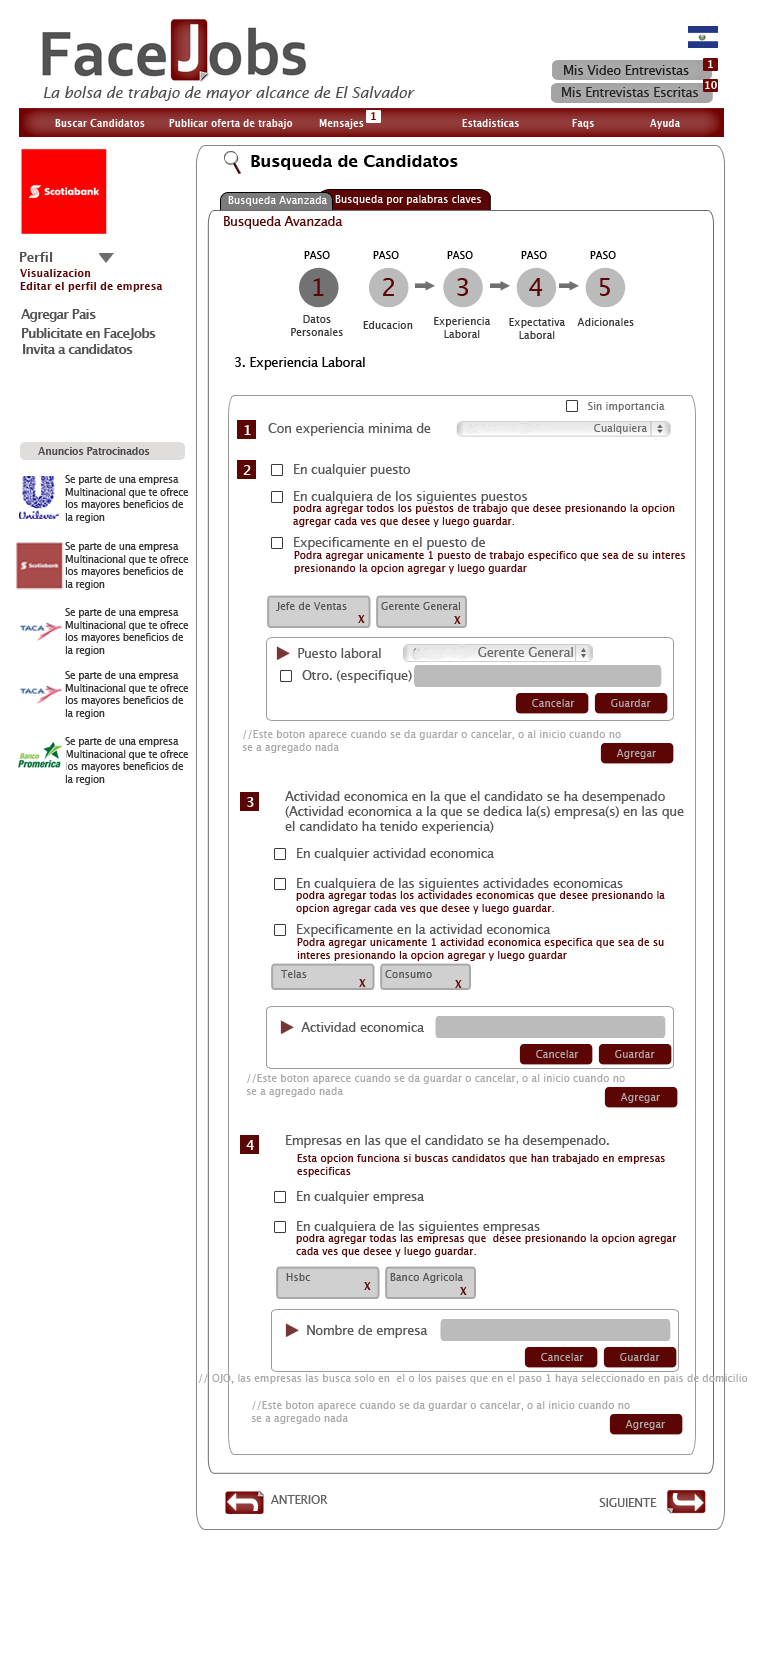 FaceJobs
La bolsa de trabajo de mayor alcance de El Salvador
Mis Video Entrevistas 1
Mis Entrevistas Escritas 10
Buscar Candidatos Publicar oferta de trabajo Mensajes 1 Estadisticas Faqs Ayuda
Scotiabank
Perfil
Visualizacion
Editar el perfil de empresa
Agregar Pais
Publicitate en FaceJobs
Invita a candidatos
Anuncios Patrocinados
Unilever
Se parte de una empresa
Multinacional que te ofrece
los mayores beneficios de
la region
Scotiabank
Se parte de una empresa
Multinacional que te ofrece
los mayores beneficios de
la region
TACA
Se parte de una empresa
Multinacional que te ofrece
los mayores beneficios de
la region
TACA
Se parte de una empresa
Multinacional que te ofrece
los mayores beneficios de
la region
Banco
Promerica
Se parte de una empresa
Multinacional que te ofrece
los mayores beneficios de
la region
Busqueda de Candidatos
Busqueda Avanzada Busqueda por palabras claves
Busqueda Avanzada
PASO PASO PASO PASO PASO
1 2 3 4 5
Datos
Personales
Educacion
Experiencia
Laboral
Expectativa
Laboral
Adicionales
3. Experiencia Laboral
Sin importancia
1 Con experiencia minima de Cualquiera
2 En cualquier puesto
En cualquiera de los siguientes puestos
podra agregar todos los puestos de trabajo que desee presionando la opcion
agregar cada ves que desee y luego guardar.
Expecificamente en el puesto de
Podra agregar unicamente 1 puesto de trabajo especifico que sea de su interes
presionando la opcion agregar y luego guardar
Jefe de Ventas X Gerente General X
Puesto laboral Gerente General
Otro. (especifique)
Cancelar Guardar
//Este boton aparece cuando se da guardar o cancelar, o al inicio cuando no
se a agregado nada
Agregar
3 Actividad economica en la que el candidato se ha desempenado
(Actividad economica a la que se dedica la(s) empresa(s) en las que
el candidato ha tenido experiencia)
En cualquier actividad economica
En cualquiera de las siguientes actividades economicas
podra agregar todas los actividades economicas que desee presionando la
opcion agregar cada ves que desee y luego guardar.
Expecificamente en la actividad economica
Podra agregar unicamente 1 actividad economica especifica que sea de su
interes presionando la opcion agregar y luego guardar
Telas X Consumo X
Actividad economica
Cancelar Guardar
//Este boton aparece cuando se da guardar o cancelar, o al inicio cuando no
se a agregado nada
Agregar
4 Empresas en las que el candidato se ha desempenado.
Esta opcion funciona si buscas candidatos que han trabajado en empresas
especificas
En cualquier empresa
En cualquiera de las siguientes empresas
podra agregar todas las empresas que desee presionando la opcion agregar
cada ves que desee y luego guardar.
Hsbc X Banco Agricola X
Nombre de empresa
Cancelar Guardar
// OJO, las empresas las busca solo en el o los paises que en el paso 1 haya seleccionado en pais de domicilio
//Este boton aparece cuando se da guardar o cancelar, o al inicio cuando no
se a agregado nada
Agregar
ANTERIOR SIGUIENTE